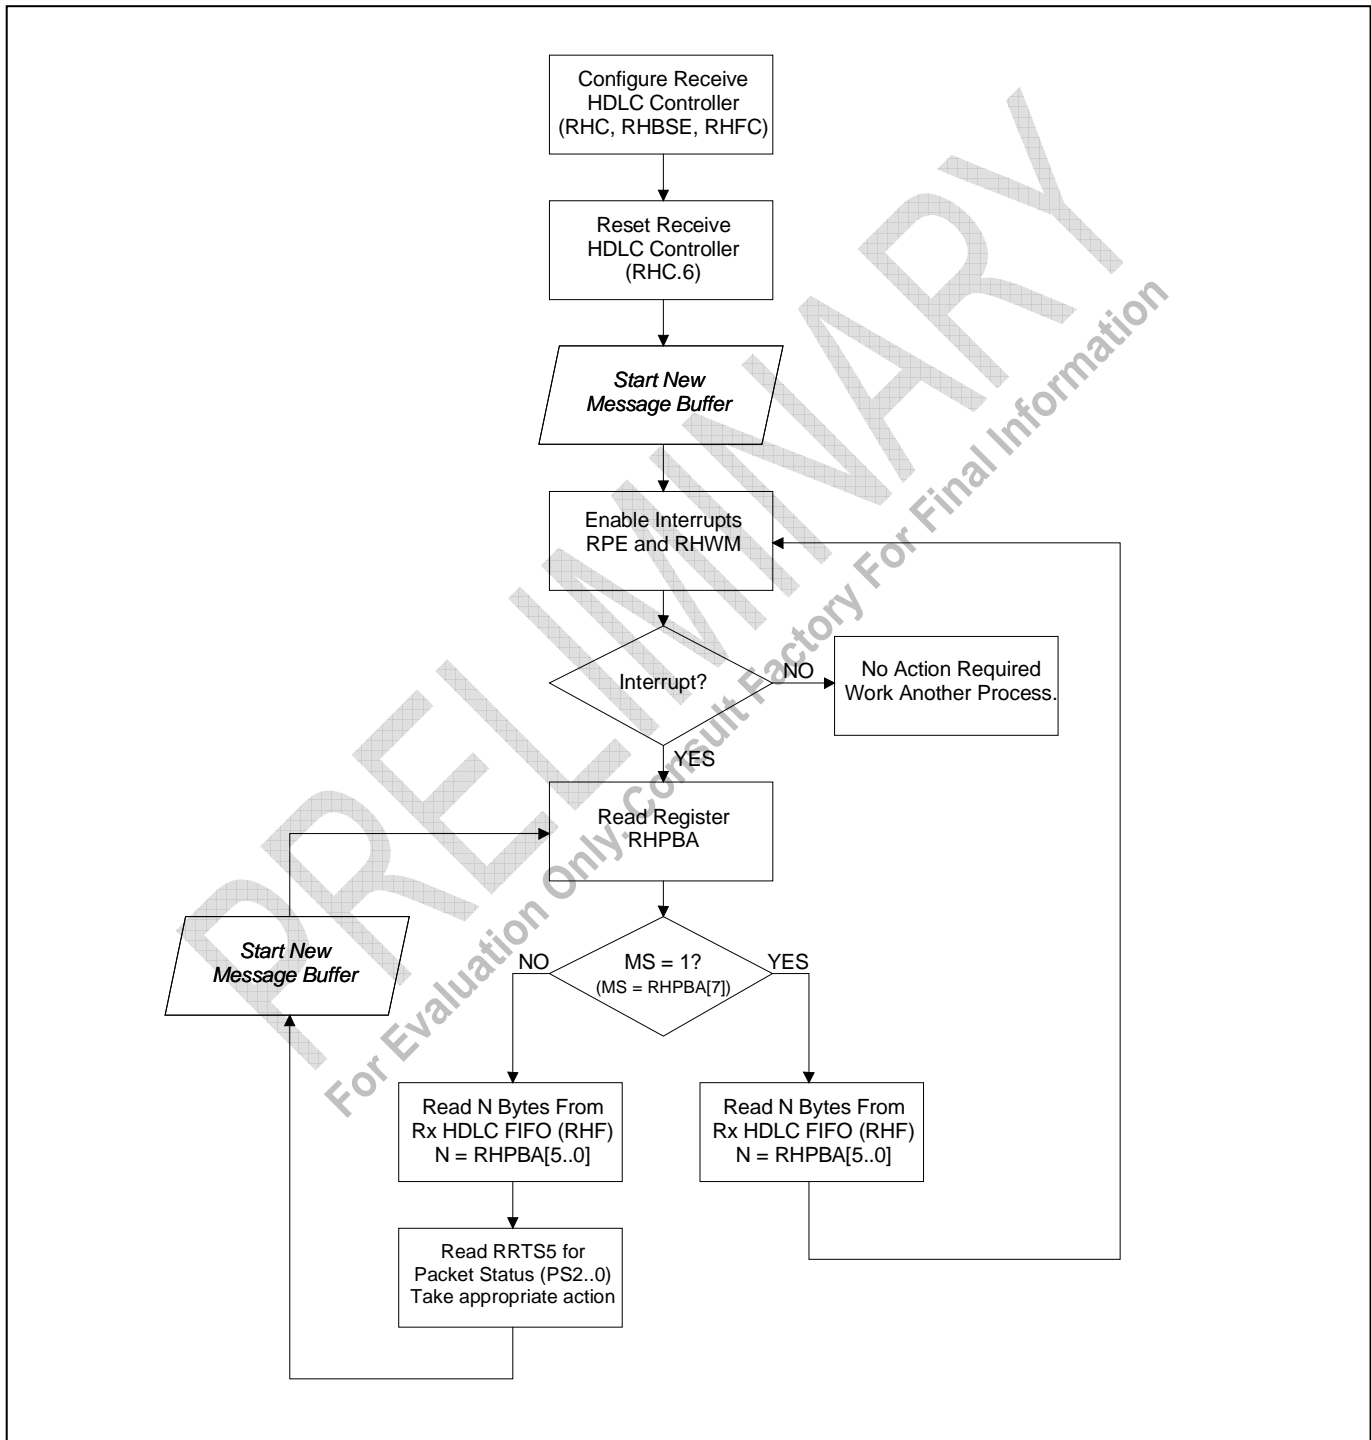 Configure Receive
HDLC Controller
(RHC, RHBSE, RHFC)
Reset Receive
HDLC Controller
(RHC.6)
Start New
Message Buffer
Enable Interrupts
RPE and RHWM
Interrupt?
NO
No Action Required
Work Another Process.
YES
Read Register
RHPBA
Start New
Message Buffer
NO
MS = 1?
(MS = RHPBA[7])
YES
Read N Bytes From
Rx HDLC FIFO (RHF)
N = RHPBA[5..0]
Read N Bytes From
Rx HDLC FIFO (RHF)
N = RHPBA[5..0]
Read RRTS5 for
Packet Status (PS2..0)
Take appropriate action
PRELIMINARY
For Evaluation Only. Consult Factory For Final Information